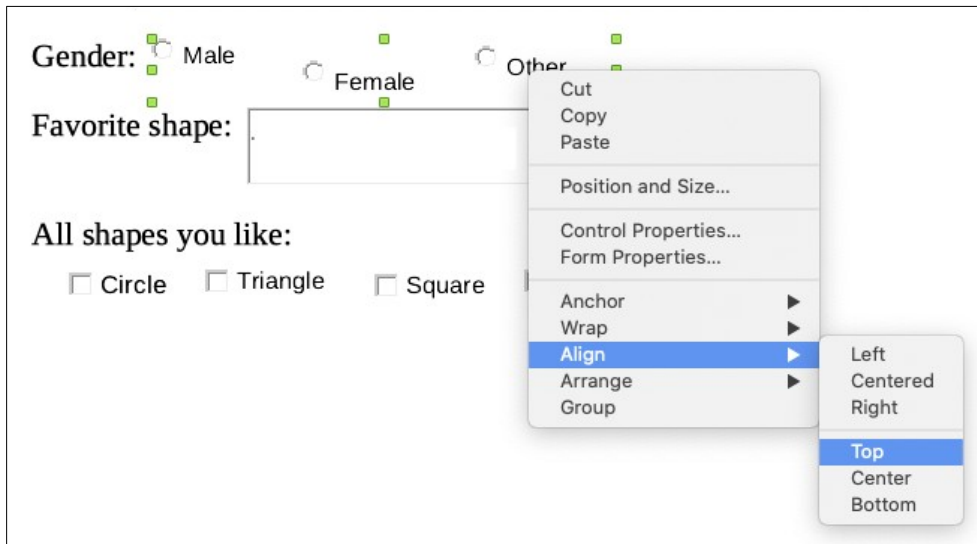 Gender: Male Female Other
Favorite shape:
All shapes you like:
Circle Triangle Square
Cut
Copy
Paste
Position and Size...
Control Properties...
Form Properties...
Anchor
Wrap
Align
Arrange
Group
Left
Centered
Right
Top
Center
Bottom